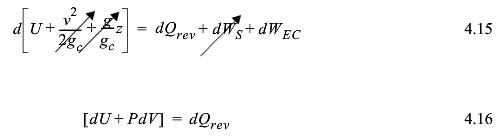 d[U + v²/2g_c + g/g_c z] = dQ_rev + dW_S + dW_EC 4.15
[dU + PdV] = dQ_rev 4.16